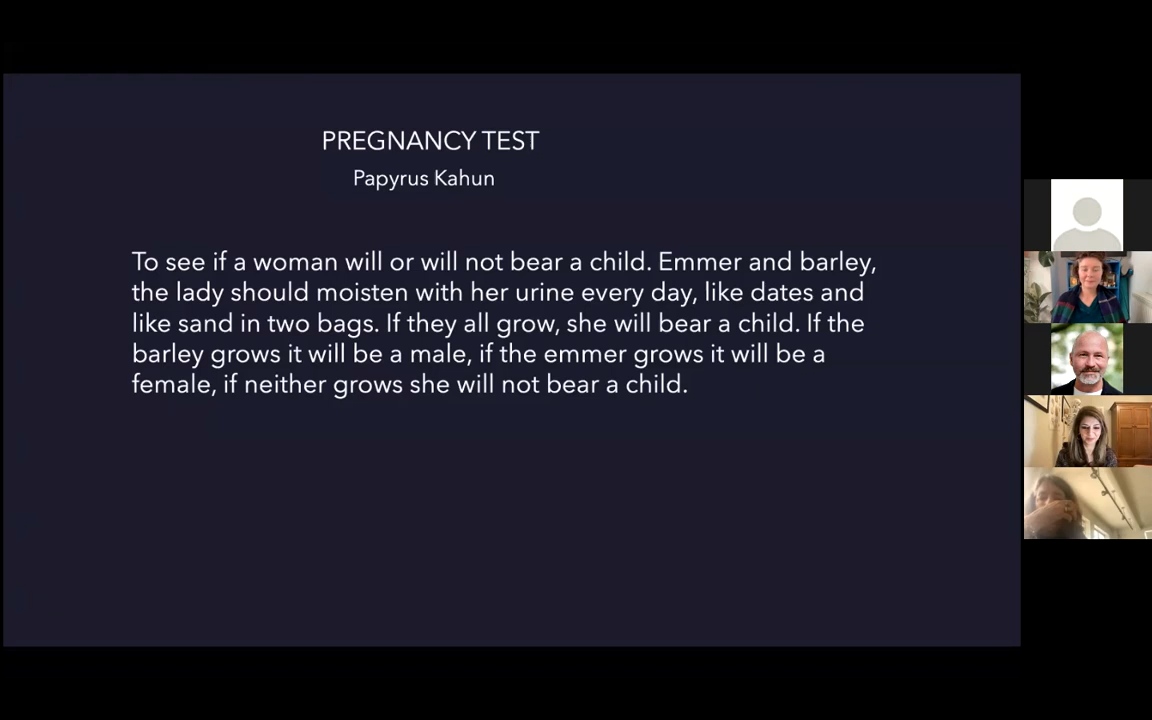 PREGNANCY TEST
Papyrus Kahun
To see if a woman will or will not bear a child. Emmer and barley,
the lady should moisten with her urine every day, like dates and
like sand in two bags. If they all grow, she will bear a child. If the
barley grows it will be a male, if the emmer grows it will be a
female, if neither grows she will not bear a child.